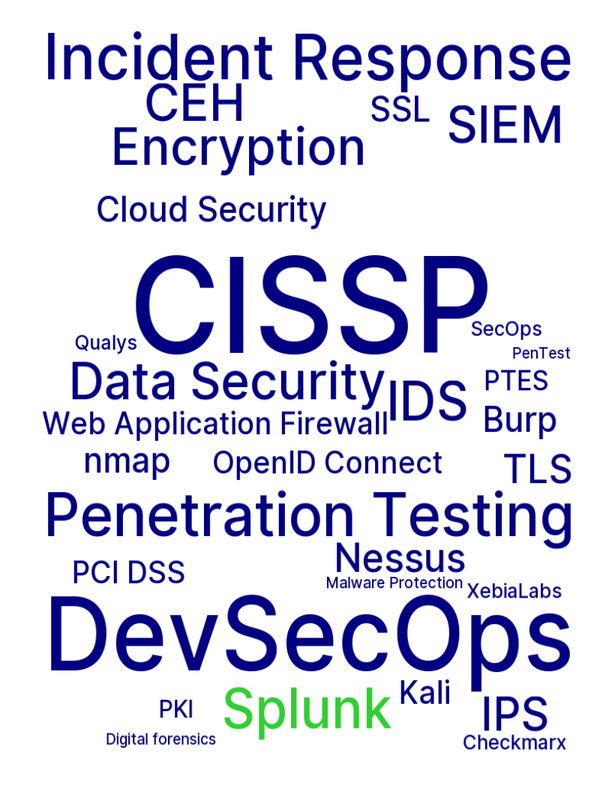 Incident Response
CEH
SSL
SIEM
Encryption
Cloud Security
CISSP
SecOps
Qualys
PenTest
Data Security
IDS
PTES
Web Application Firewall
Burp
nmap
OpenID Connect
TLS
Penetration Testing
Nessus
PCI DSS
Malware Protection
XebiaLabs
DevSecOps
Kali
PKI
Splunk
IPS
Digital forensics
Checkmarx